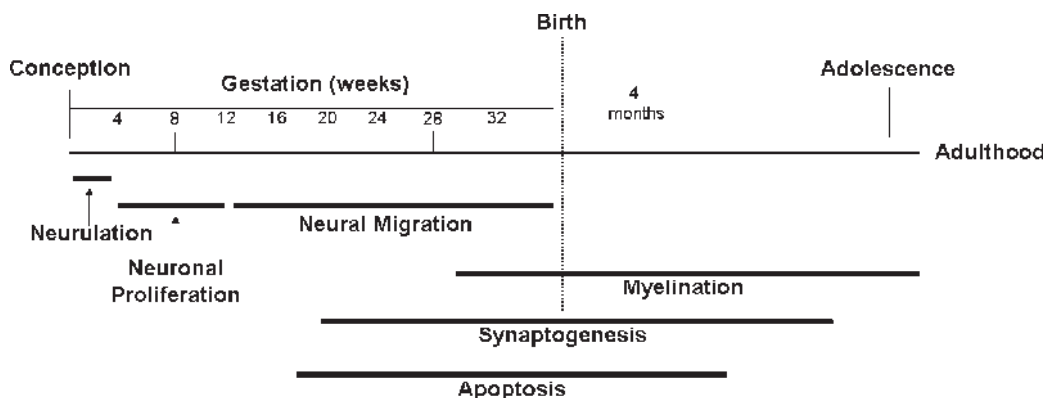 Birth
Conception
Adolescence
Gestation (weeks)
4
months
4 8 12 16 20 24 28 32
Adulthood
Neurulation
Neural Migration
Neuronal
Proliferation
Myelination
Synaptogenesis
Apoptosis